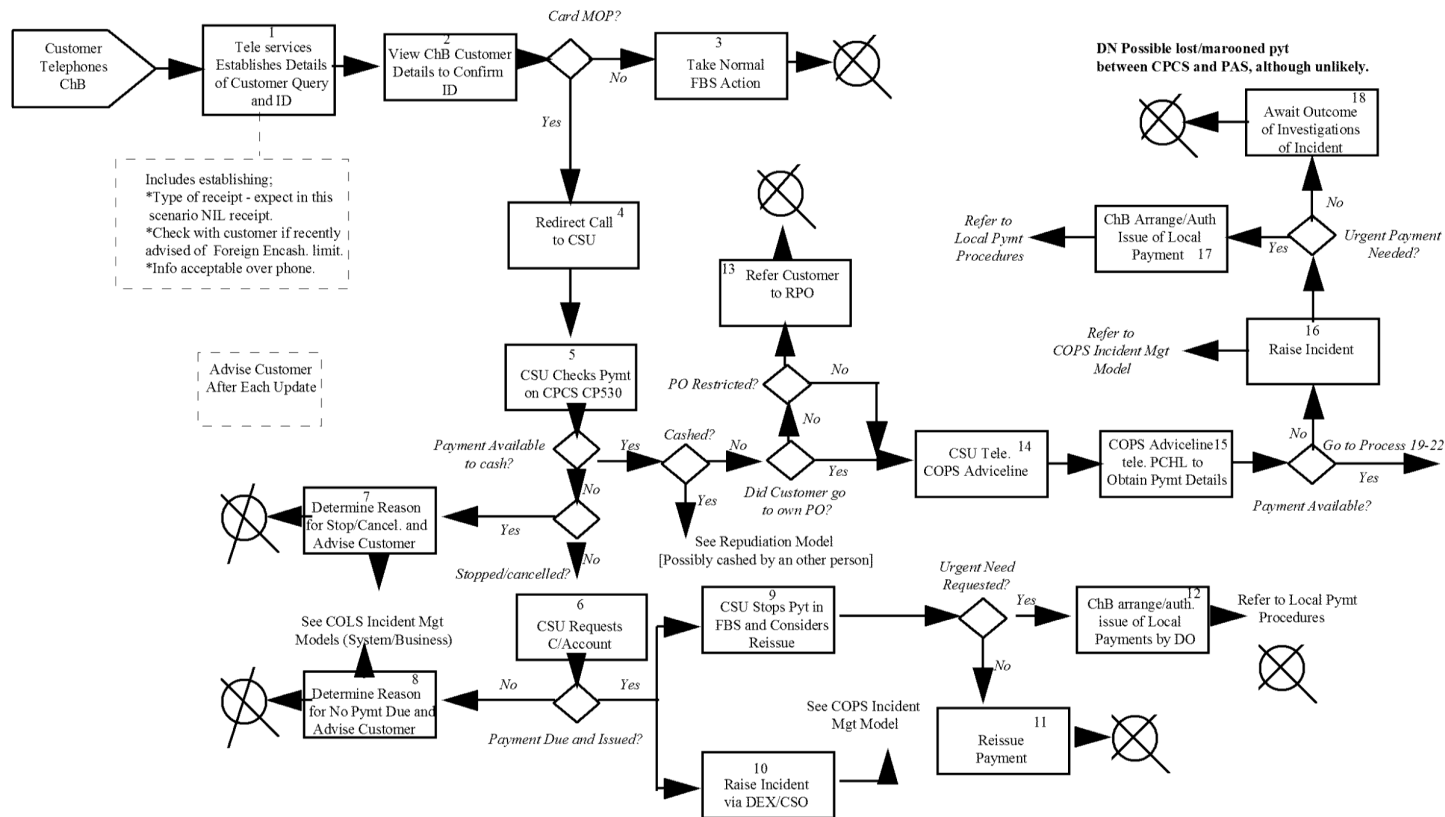 Card MOP?
Customer
Telephones
ChB
1
Tele services
Establishes Details
of Customer Query
and ID
2
View ChB Customer
Details to Confirm
ID
No
3
Take Normal
FBS Action
DN Possible lost/marooned pyt
between CPCS and PAS, although unlikely.
Yes
Includes establishing;
*Type of receipt - expect in this
scenario NIL receipt.
*Check with customer if recently
advised of Foreign Encash. limit.
*Info acceptable over phone.
Redirect Call 4
to CSU
18
Await Outcome
of Investigations
of Incident
No
Refer to
Local Pymt
Procedures
ChB Arrange/Auth
Issue of Local
Payment 17
Yes
Urgent Payment
Needed?
13
Refer Customer
to RPO
Refer to
COPS Incident Mgt
Model
16
Raise Incident
Advise Customer
After Each Update
5
CSU Checks Pymt
on CPCS CP530
PO Restricted?
No
No
Payment Available
to cash?
Yes
Cashed?
No
Yes
Did Customer go
to own PO?
Yes
CSU Tele. 14
COPS Adviceline
COPS Adviceline 15
tele. PCHL to
Obtain Pymt Details
No
Go to Process 19-22
Yes
Payment Available?
No
7
Determine Reason
for Stop/Cancel. and
Advise Customer
Yes
No
Stopped/cancelled?
See Repudiation Model
[Possibly cashed by an other person]
See COLS Incident Mgt
Models (System/Business)
6
CSU Requests
C/Account
9
CSU Stops Pyt in
FBS and Considers
Reissue
Urgent Need
Requested?
Yes
12
ChB arrange/auth.
issue of Local
Payments by DO
Refer to Local Pymt
Procedures
No
8
Determine Reason
for No Pymt Due and
Advise Customer
No
Yes
Payment Due and Issued?
See COPS Incident
Mgt Model
11
Reissue
Payment
10
Raise Incident
via DEX/CSO